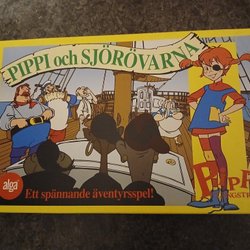 PIPPI och SJÖRÖVARNA
alga
Ett spännande äventyrsspel!